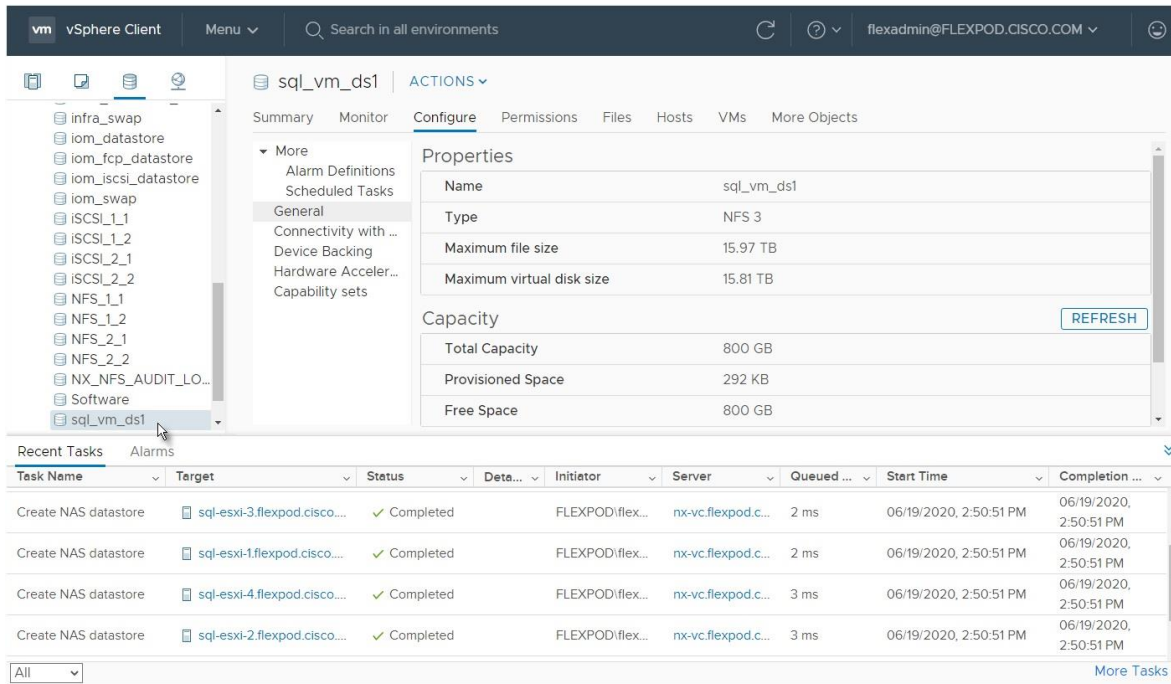 vm vSphere Client Menu Search in all environments flexadmin@FLEXPOD.CISCO.COM
infra_swap
iom_datastore
iom_fcp_datastore
iom_iscsi_datastore
iom_swap
iSCSI_1_1
iSCSI_1_2
iSCSI_2_1
iSCSI_2_2
NFS_1_1
NFS_1_2
NFS_2_1
NFS_2_2
NX_NFS_AUDIT_LO...
Software
sql_vm_ds1
sql_vm_ds1 ACTIONS
Summary Monitor Configure Permissions Files Hosts VMs More Objects
More
Alarm Definitions
Scheduled Tasks
General
Connectivity with ...
Device Backing
Hardware Acceler...
Capability sets
Properties
Name sql_vm_ds1
Type NFS 3
Maximum file size 15.97 TB
Maximum virtual disk size 15.81 TB
Capacity REFRESH
Total Capacity 800 GB
Provisioned Space 292 KB
Free Space 800 GB
Recent Tasks Alarms
Task Name Target Status Deta... Initiator Server Queued ... Start Time Completion ...
Create NAS datastore sql-esxi-3.flexpod.cisco.... Completed FLEXPOD\flex... nx-vc.flexpod.c... 2 ms 06/19/2020, 2:50:51 PM 06/19/2020,
2:50:51 PM
Create NAS datastore sql-esxi-1.flexpod.cisco.... Completed FLEXPOD\flex... nx-vc.flexpod.c... 2 ms 06/19/2020, 2:50:51 PM 06/19/2020,
2:50:51 PM
Create NAS datastore sql-esxi-4.flexpod.cisco.... Completed FLEXPOD\flex... nx-vc.flexpod.c... 3 ms 06/19/2020, 2:50:51 PM 06/19/2020,
2:50:51 PM
Create NAS datastore sql-esxi-2.flexpod.cisco.... Completed FLEXPOD\flex... nx-vc.flexpod.c... 3 ms 06/19/2020, 2:50:51 PM 06/19/2020,
2:50:51 PM
All More Tasks